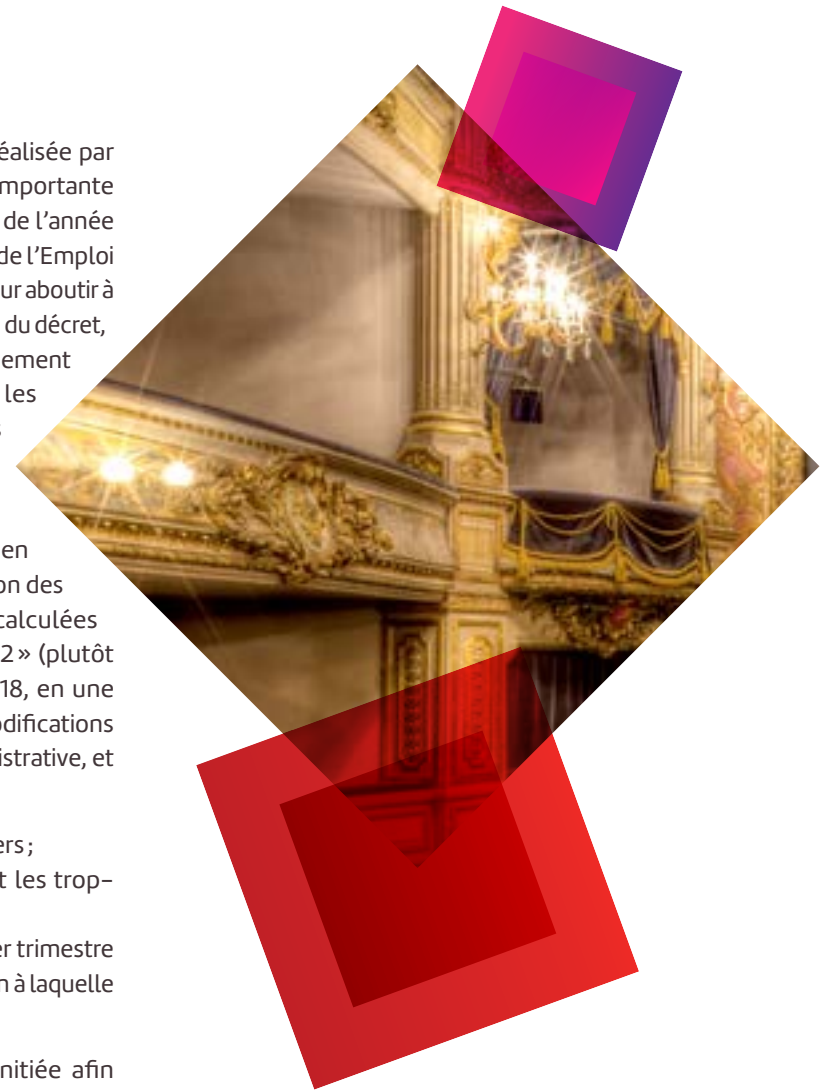 éalisée par
mportante
de l’année
de l’Emploi
ur aboutir à
du décret,
ement
les
en
on des
calculées
2 » (plutôt
18, en une
odifications
istrative, et
ers ;
t les trop-
er trimestre
n à laquelle
nitiée afin